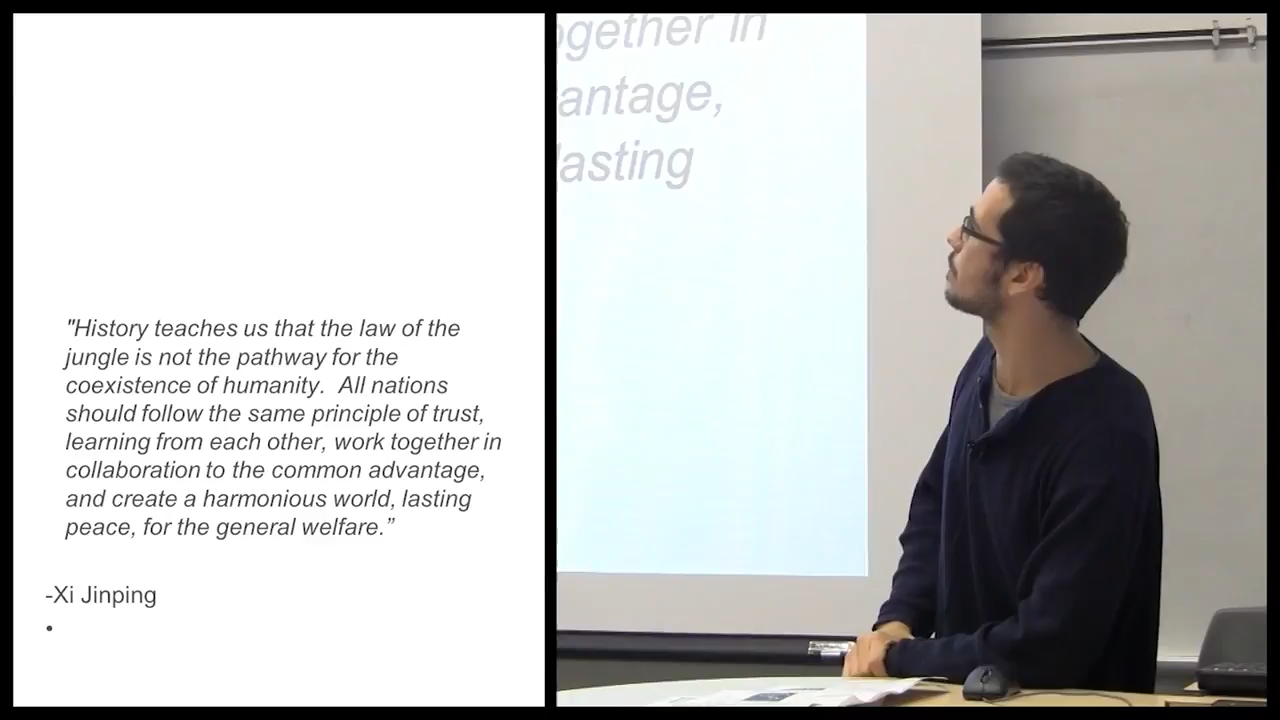 "History teaches us that the law of the
jungle is not the pathway for the
coexistence of humanity.  All nations
should follow the same principle of trust,
learning from each other, work together in
collaboration to the common advantage,
and create a harmonious world, lasting
peace, for the general welfare.”
-Xi Jinping
•
ogether in
antage,
lasting